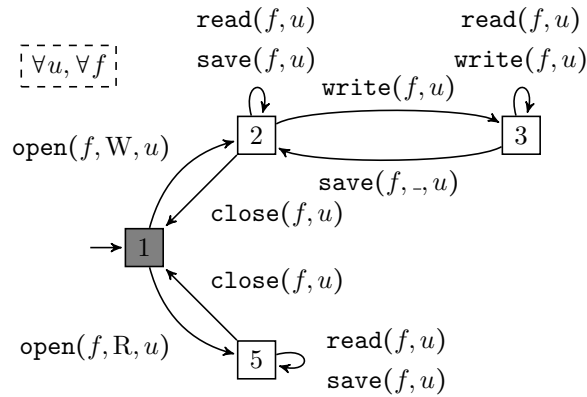 read(f, u)
save(f, u)
read(f, u)
write(f, u)
∀u, ∀f
write(f, u)
2
3
open(f, W, u)
save(f, _, u)
close(f, u)
1
close(f, u)
open(f, R, u)
5
read(f, u)
save(f, u)